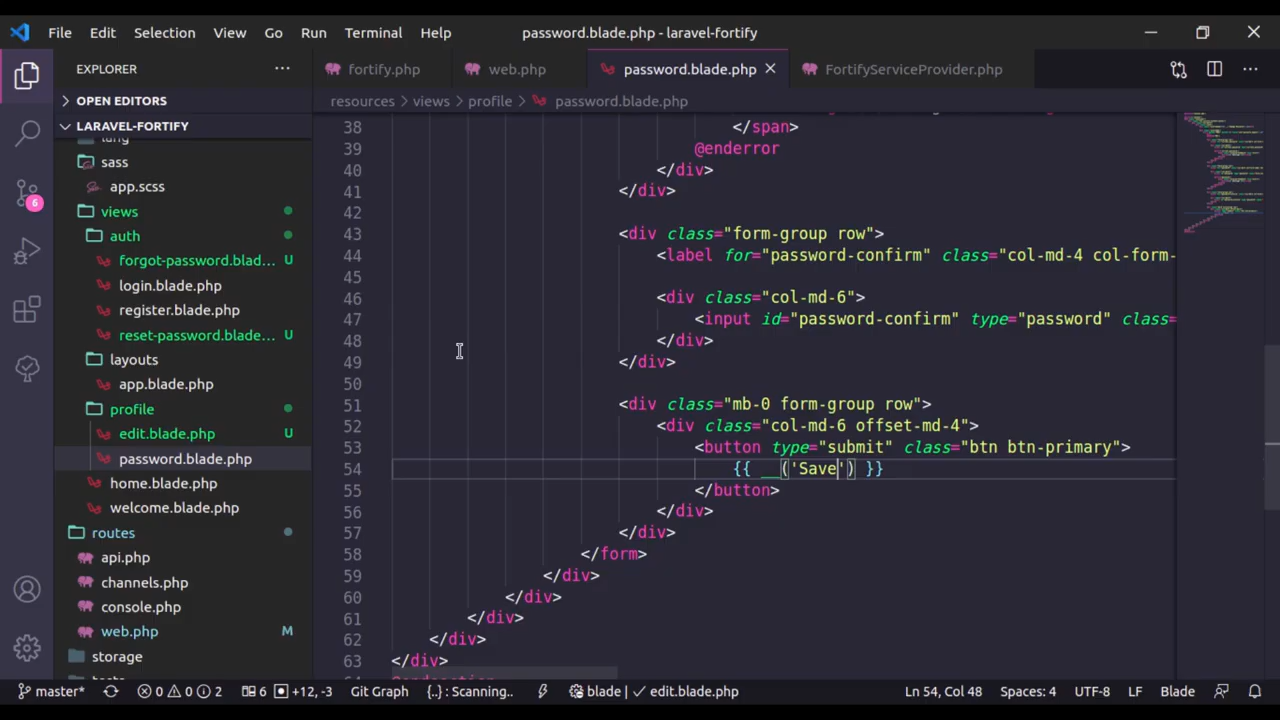 File Edit Selection View Go Run Terminal Help password.blade.php - laravel-fortify
EXPLORER
fortify.php web.php password.blade.php FortifyServiceProvider.php
OPEN EDITORS
resources views profile password.blade.php
LARAVEL-FORTIFY
lang
sass
app.scss
views
auth
forgot-password.blad... U
login.blade.php
register.blade.php
reset-password.blade... U
layouts
app.blade.php
profile
edit.blade.php U
password.blade.php
home.blade.php
welcome.blade.php
routes
api.php
channels.php
console.php
web.php M
storage
6
38 </span>
39 @enderror
40 </div>
41 </div>
42
43 <div class="form-group row">
44 <label for="password-confirm" class="col-md-4 col-form-
45
46 <div class="col-md-6">
47 <input id="password-confirm" type="password" class=
48 </div>
49 </div>
50
51 <div class="mb-0 form-group row">
52 <div class="col-md-6 offset-md-4">
53 <button type="submit" class="btn btn-primary">
54 {{ __('Save') }}
55 </button>
56 </div>
57 </div>
58 </form>
59 </div>
60 </div>
61 </div>
62 </div>
63 </div>
master* 0 0 2 6 +12, -3 Git Graph {..} : Scanning.. blade | edit.blade.php Ln 54, Col 48 Spaces: 4 UTF-8 LF Blade